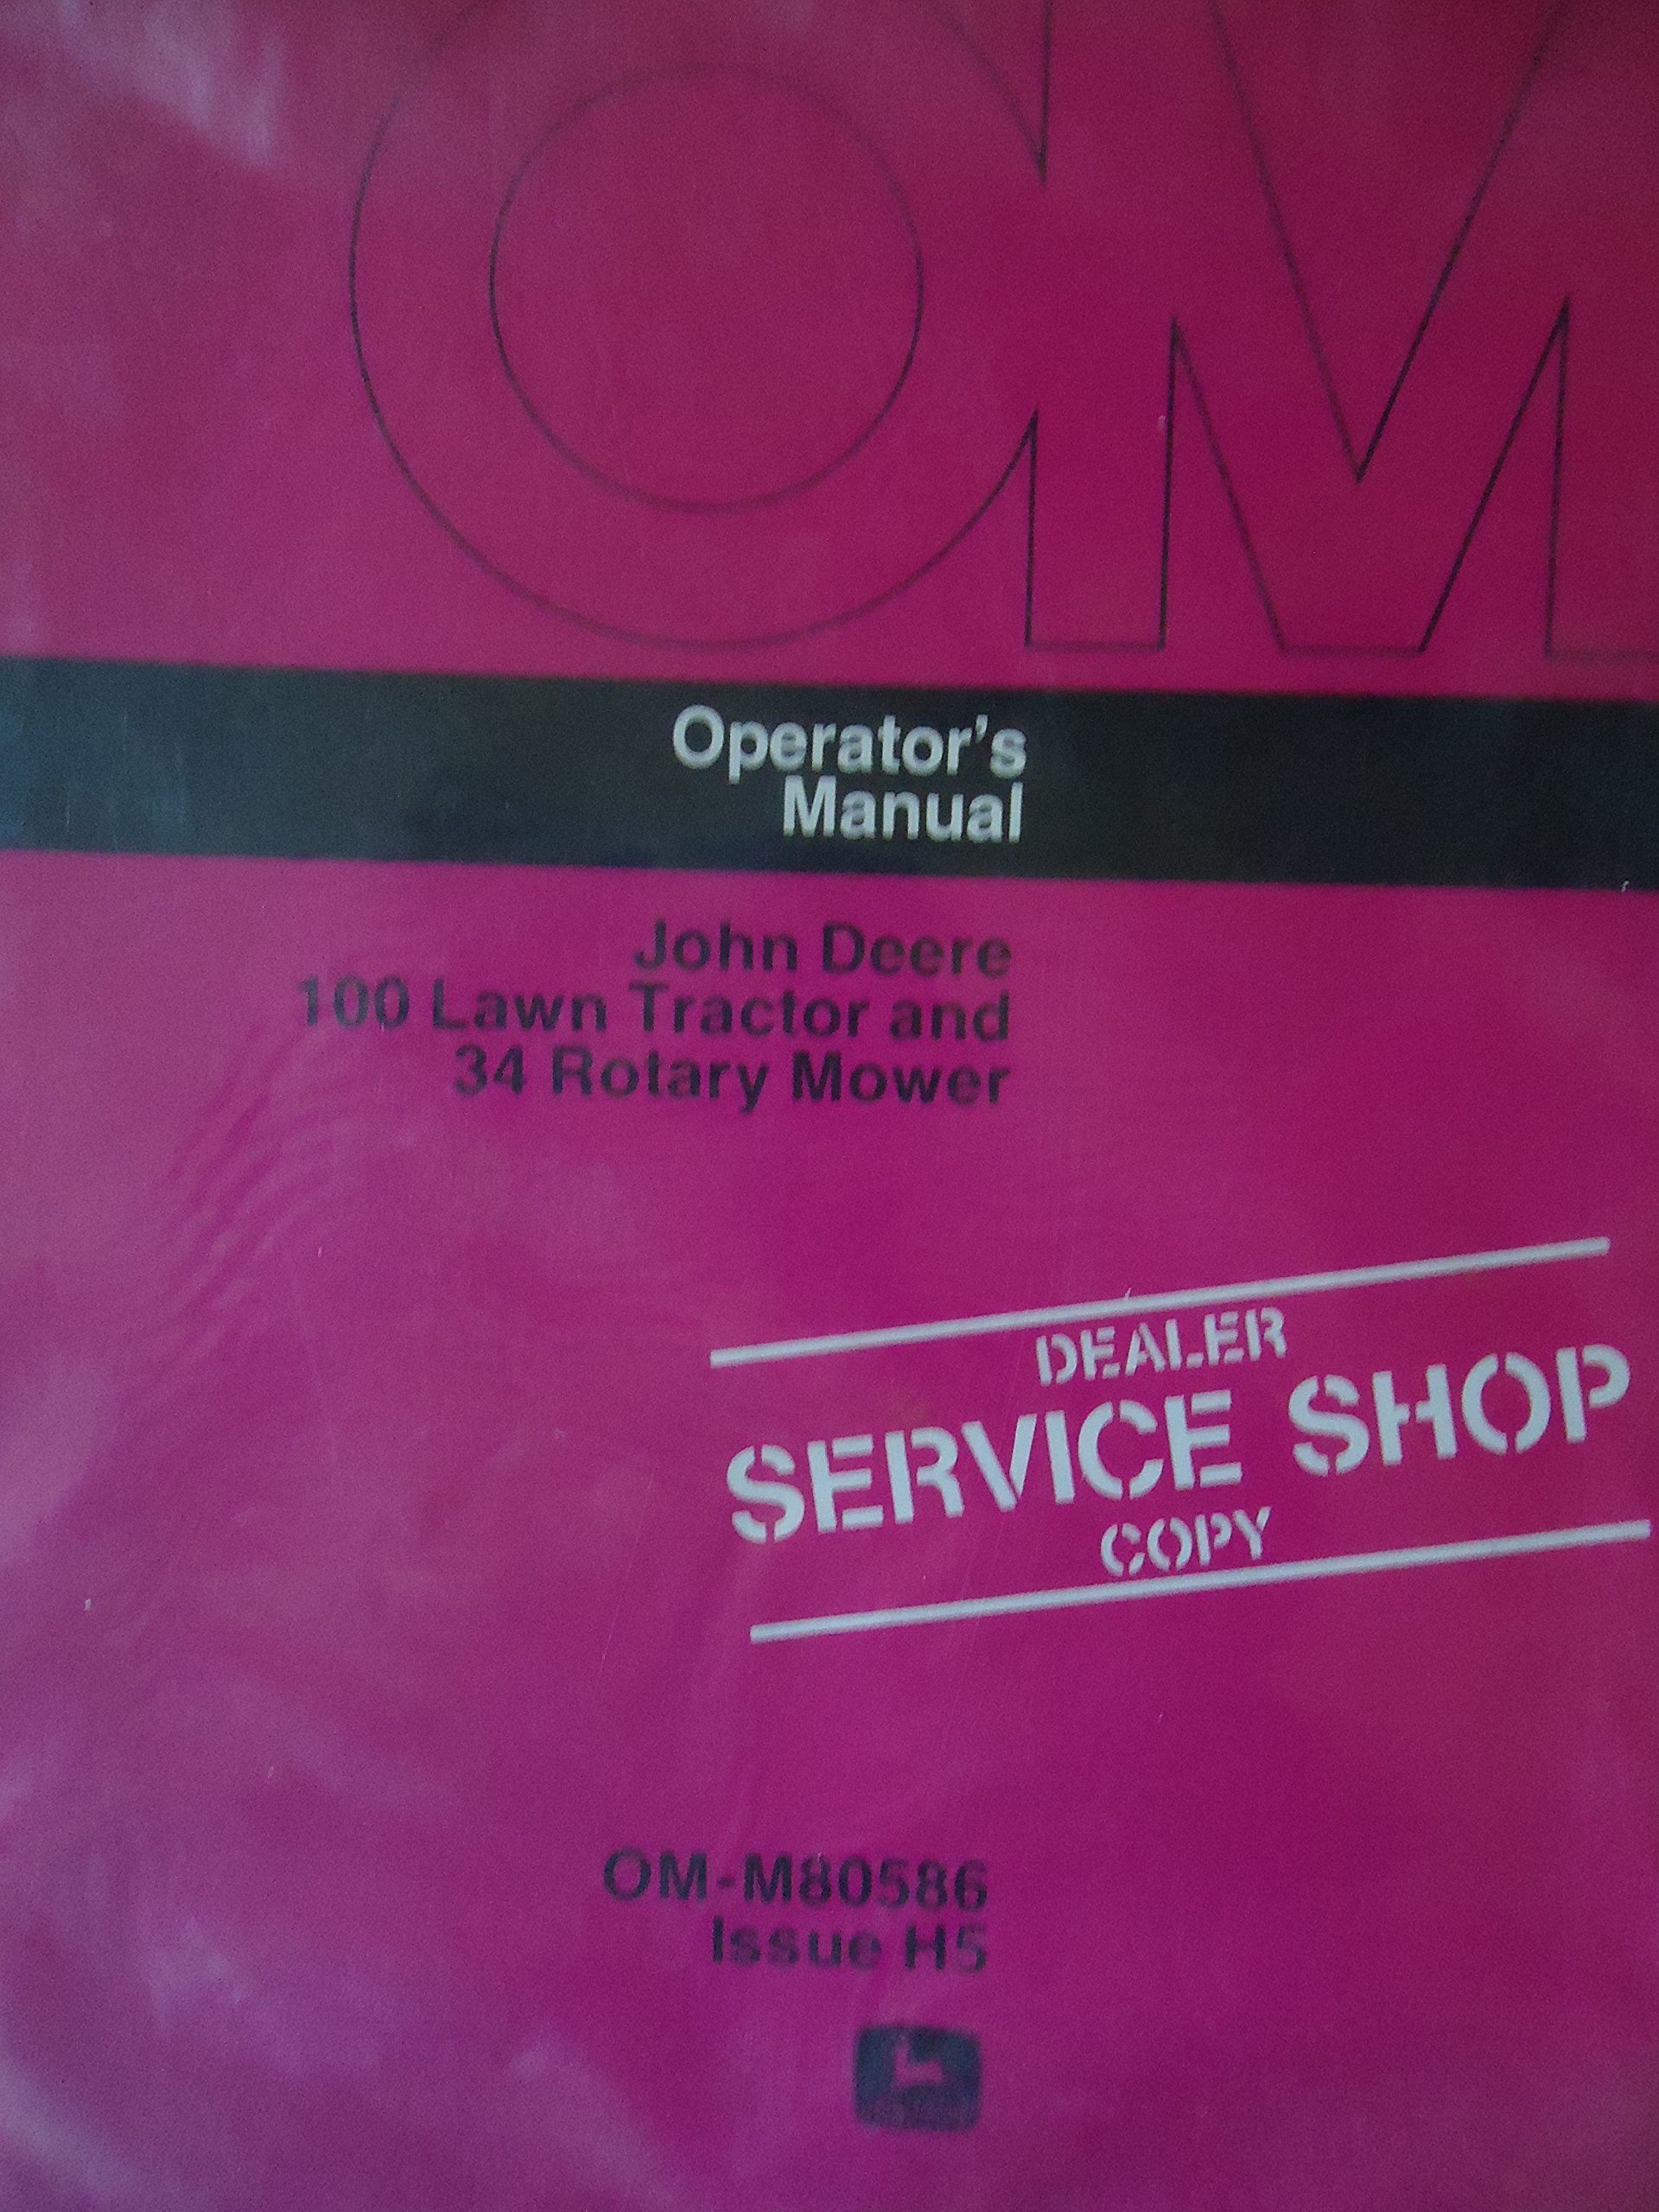 OM
Operator's
Manual
John Deere
100 Lawn Tractor and
34 Rotary Mower
DEALER
SERVICE SHOP
COPY
OM-M80586
Issue H5